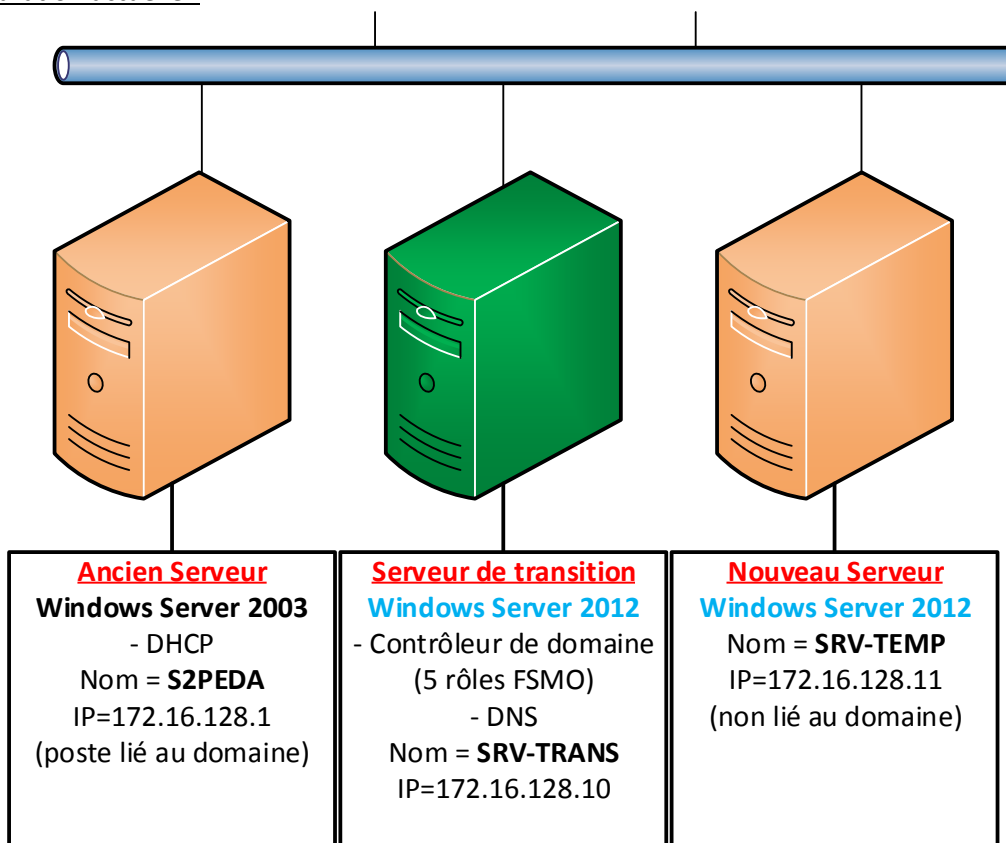 Ancien Serveur
Windows Server 2003
- DHCP
Nom = S2PEDA
IP=172.16.128.1
(poste lié au domaine)
Serveur de transition
Windows Server 2012
- Contrôleur de domaine
(5 rôles FSMO)
- DNS
Nom = SRV-TRANS
IP=172.16.128.10
Nouveau Serveur
Windows Server 2012
Nom = SRV-TEMP
IP=172.16.128.11
(non lié au domaine)